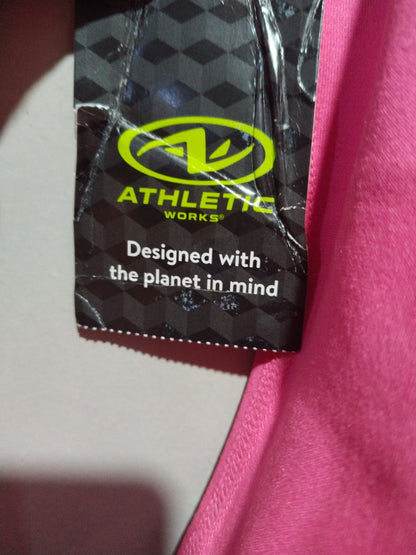 ATHLETIC
WORKS®
Designed with
the planet in mind